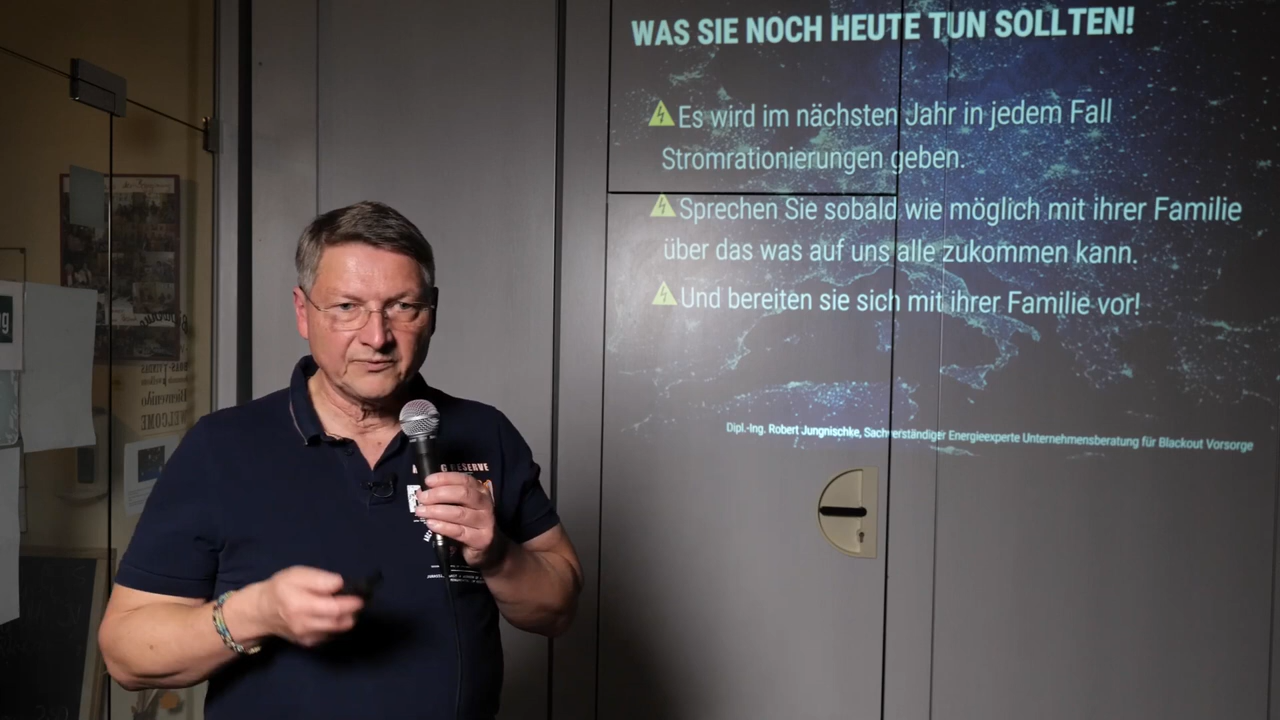 WAS SIE NOCH HEUTE TUN SOLLTEN!
Es wird im nächsten Jahr in jedem Fall
Stromrationierungen geben.
Sprechen Sie sobald wie möglich mit ihrer Familie
über das was auf uns alle zukommen kann.
Und bereiten sie sich mit ihrer Familie vor!
Dipl.-Ing. Robert Jungnischke, Sachverständiger Energieexperte Unternehmensberatung für Blackout Vorsorge
RESERVE
Bienvenido
WELCOME